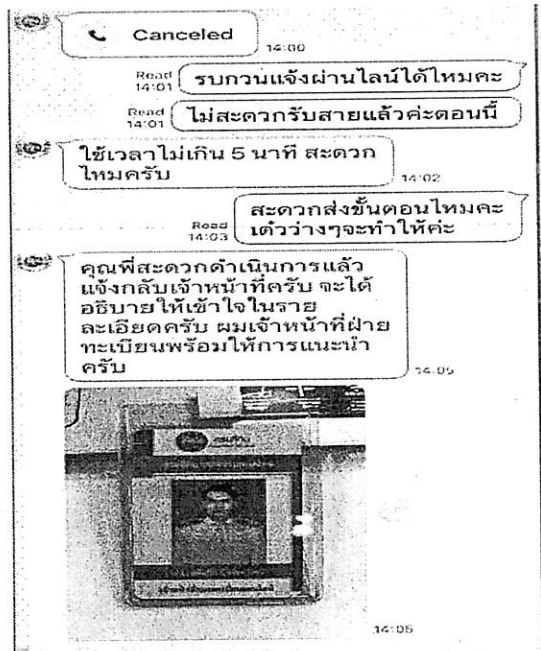 Canceled
14:00
Read
14:01
รบกวนแจ้งผ่านไลน์ได้ไหมคะ
Read
14:01
ไม่สะดวกรับสายแล้วค่ะตอนนี้
ใช้เวลาไม่เกิน 5 นาที สะดวก
ไหมครับ
14:02
สะดวกส่งขั้นตอนไหมคะ
เดี๋ยวว่างๆจะทำให้ค่ะ
Read
14:03
คุณพี่สะดวกดำเนินการแล้ว
แจ้งกลับเจ้าหน้าที่ครับ จะได้
อธิบายให้เข้าใจในราย
ละเอียดครับ ผมเจ้าหน้าที่ฝ่าย
ทะเบียนพร้อมให้การแนะนำ
ครับ
14:05
14:05